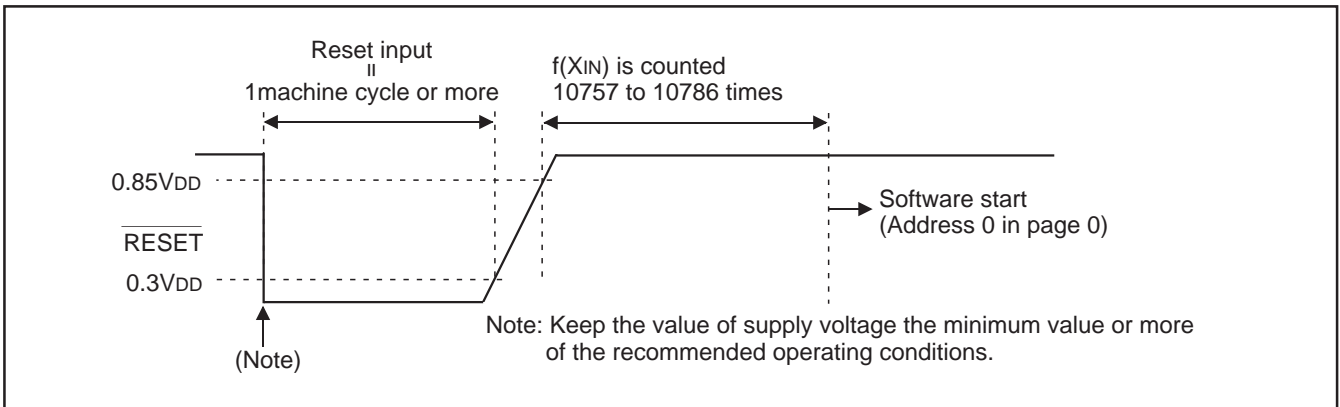 Reset input
=
1machine cycle or more
f(XIN) is counted
10757 to 10786 times
0.85VDD
RESET
0.3VDD
Software start
(Address 0 in page 0)
(Note)
Note: Keep the value of supply voltage the minimum value or more
of the recommended operating conditions.